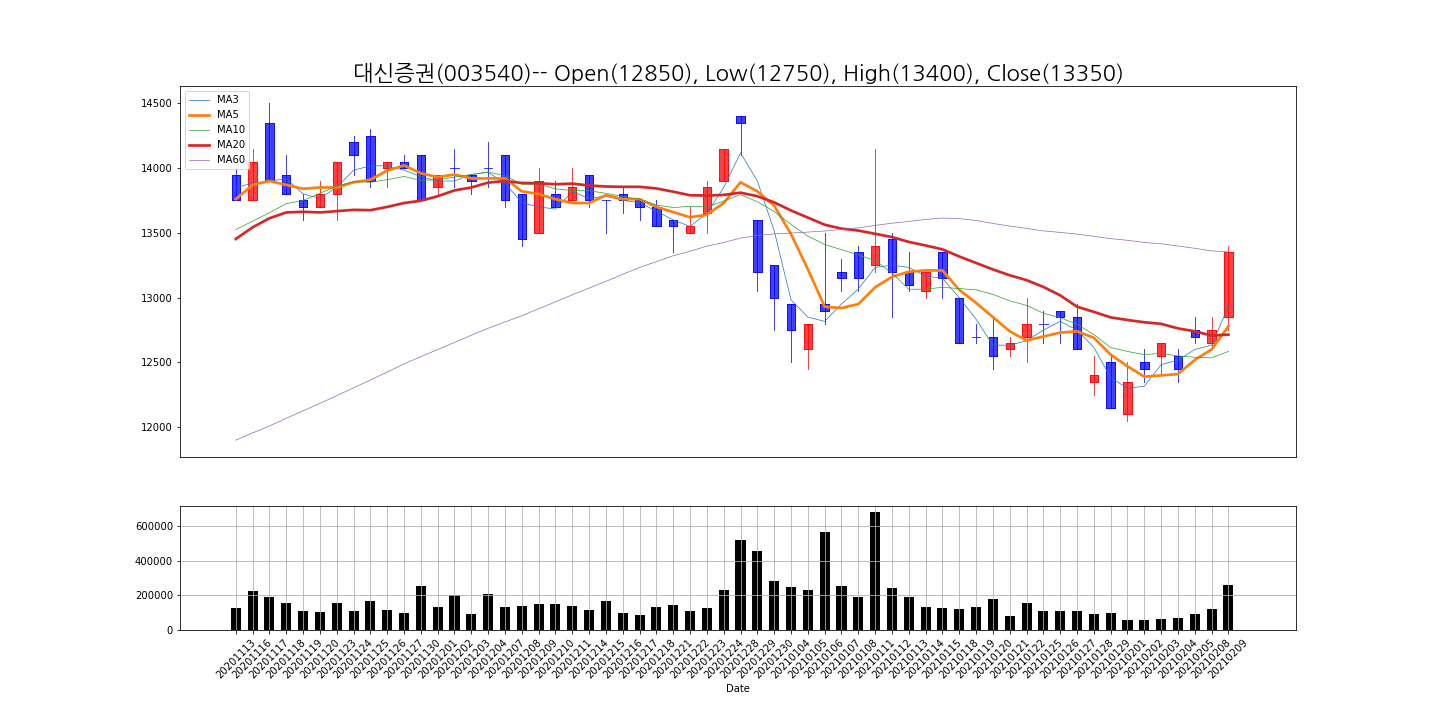 대신증권(003540)-- Open(12850), Low(12750), High(13400), Close(13350)
MA3
MA5
MA10
MA20
MA60
14500
14000
13500
13000
12500
12000
600000
400000
200000
0
20201113 20201116 20201117 20201118 20201119 20201120 20201123 20201124 20201125 20201126 20201127 20201130 20201201 20201202 20201203 20201204 20201207 20201208 20201209 20201210 20201211 20201214 20201215 20201216 20201217 20201218 20201221 20201222 20201223 20201224 20201228 20201229 20201230 20210104 20210105 20210106 20210107 20210108 20210111 20210112 20210113 20210114 20210115 20210118 20210119 20210120 20210121 20210122 20210125 20210126 20210127 20210128 20210129 20210201 20210202 20210203 20210204 20210205 20210208 20210209
Date